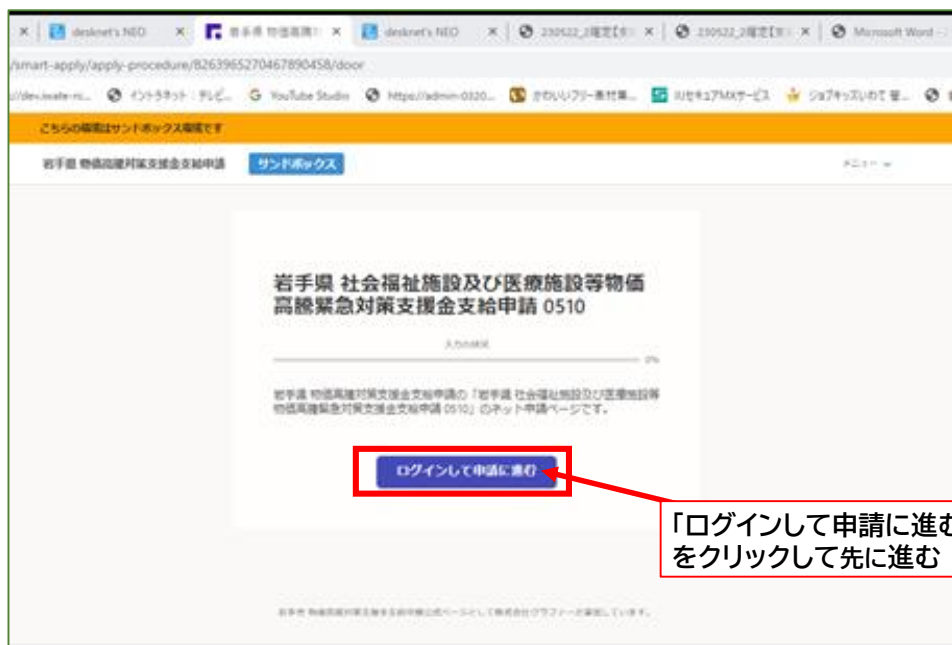 desknet's NEO
岩手県 物価高騰
desknet's NEO
230522_2
230522_2
Microsoft Word -
/smart-apply/apply-procedure/8263965270467890458/door
YouTube Studio
https://admin-0320...
こちらの環境はサンドボックス環境です
岩手県 物価高騰対策支援金支給申請 サンドボックス メニュー
岩手県 社会福祉施設及び医療施設等物価
高騰緊急対策支援金支給申請 0510
入力の状況
0%
岩手県 物価高騰対策支援金支給申請の「岩手県 社会福祉施設及び医療施設等
物価高騰緊急対策支援金支給申請 0510」のネット申請ページです。
ログインして申請に進む
「ログインして申請に進む
をクリックして先に進む